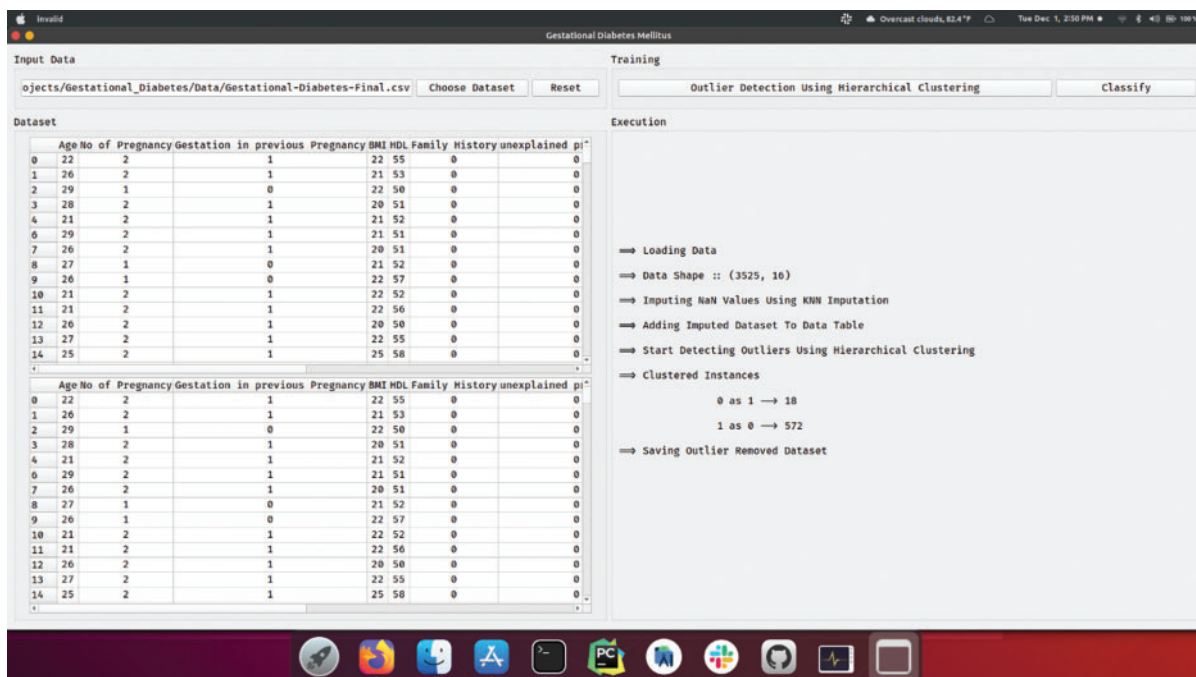 Invalid
Overcast clouds, 82.4 °F
Tue Dec 1, 2:50 PM
100%
Gestational Diabetes Mellitus
Input Data
ojects/Gestational_Diabetes/Data/Gestational-Diabetes-Final.csv Choose Dataset Reset
Dataset
Age No of Pregnancy Gestation in previous Pregnancy BMI HDL Family History unexplained
0 22 2 1 22 55 0 0
1 26 2 1 21 53 0 0
2 29 1 0 22 50 0 0
3 28 2 1 20 51 0 0
4 21 2 1 21 52 0 0
6 29 2 1 21 51 0 0
7 26 2 1 20 51 0 0
8 27 1 0 21 52 0 0
9 26 1 0 22 57 0 0
10 21 2 1 22 52 0 0
11 21 2 1 22 56 0 0
12 26 2 1 20 50 0 0
13 27 2 1 22 55 0 0
14 25 2 1 25 58 0 0
Age No of Pregnancy Gestation in previous Pregnancy BMI HDL Family History unexplained
0 22 2 1 22 55 0 0
1 26 2 1 21 53 0 0
2 29 1 0 22 50 0 0
3 28 2 1 20 51 0 0
4 21 2 1 21 52 0 0
6 29 2 1 21 51 0 0
7 26 2 1 20 51 0 0
8 27 1 0 21 52 0 0
9 26 1 0 22 57 0 0
10 21 2 1 22 52 0 0
11 21 2 1 22 56 0 0
12 26 2 1 20 50 0 0
13 27 2 1 22 55 0 0
14 25 2 1 25 58 0 0
Training
Outlier Detection Using Hierarchical Clustering Classify
Execution
⟹ Loading Data
⟹ Data Shape :: (3525, 16)
⟹ Imputing NaN Values Using KNN Imputation
⟹ Adding Imputed Dataset To Data Table
⟹ Start Detecting Outliers Using Hierarchical Clustering
⟹ Clustered Instances
0 as 1 ⟶ 18
1 as 0 ⟶ 572
⟹ Saving Outlier Removed Dataset
PC